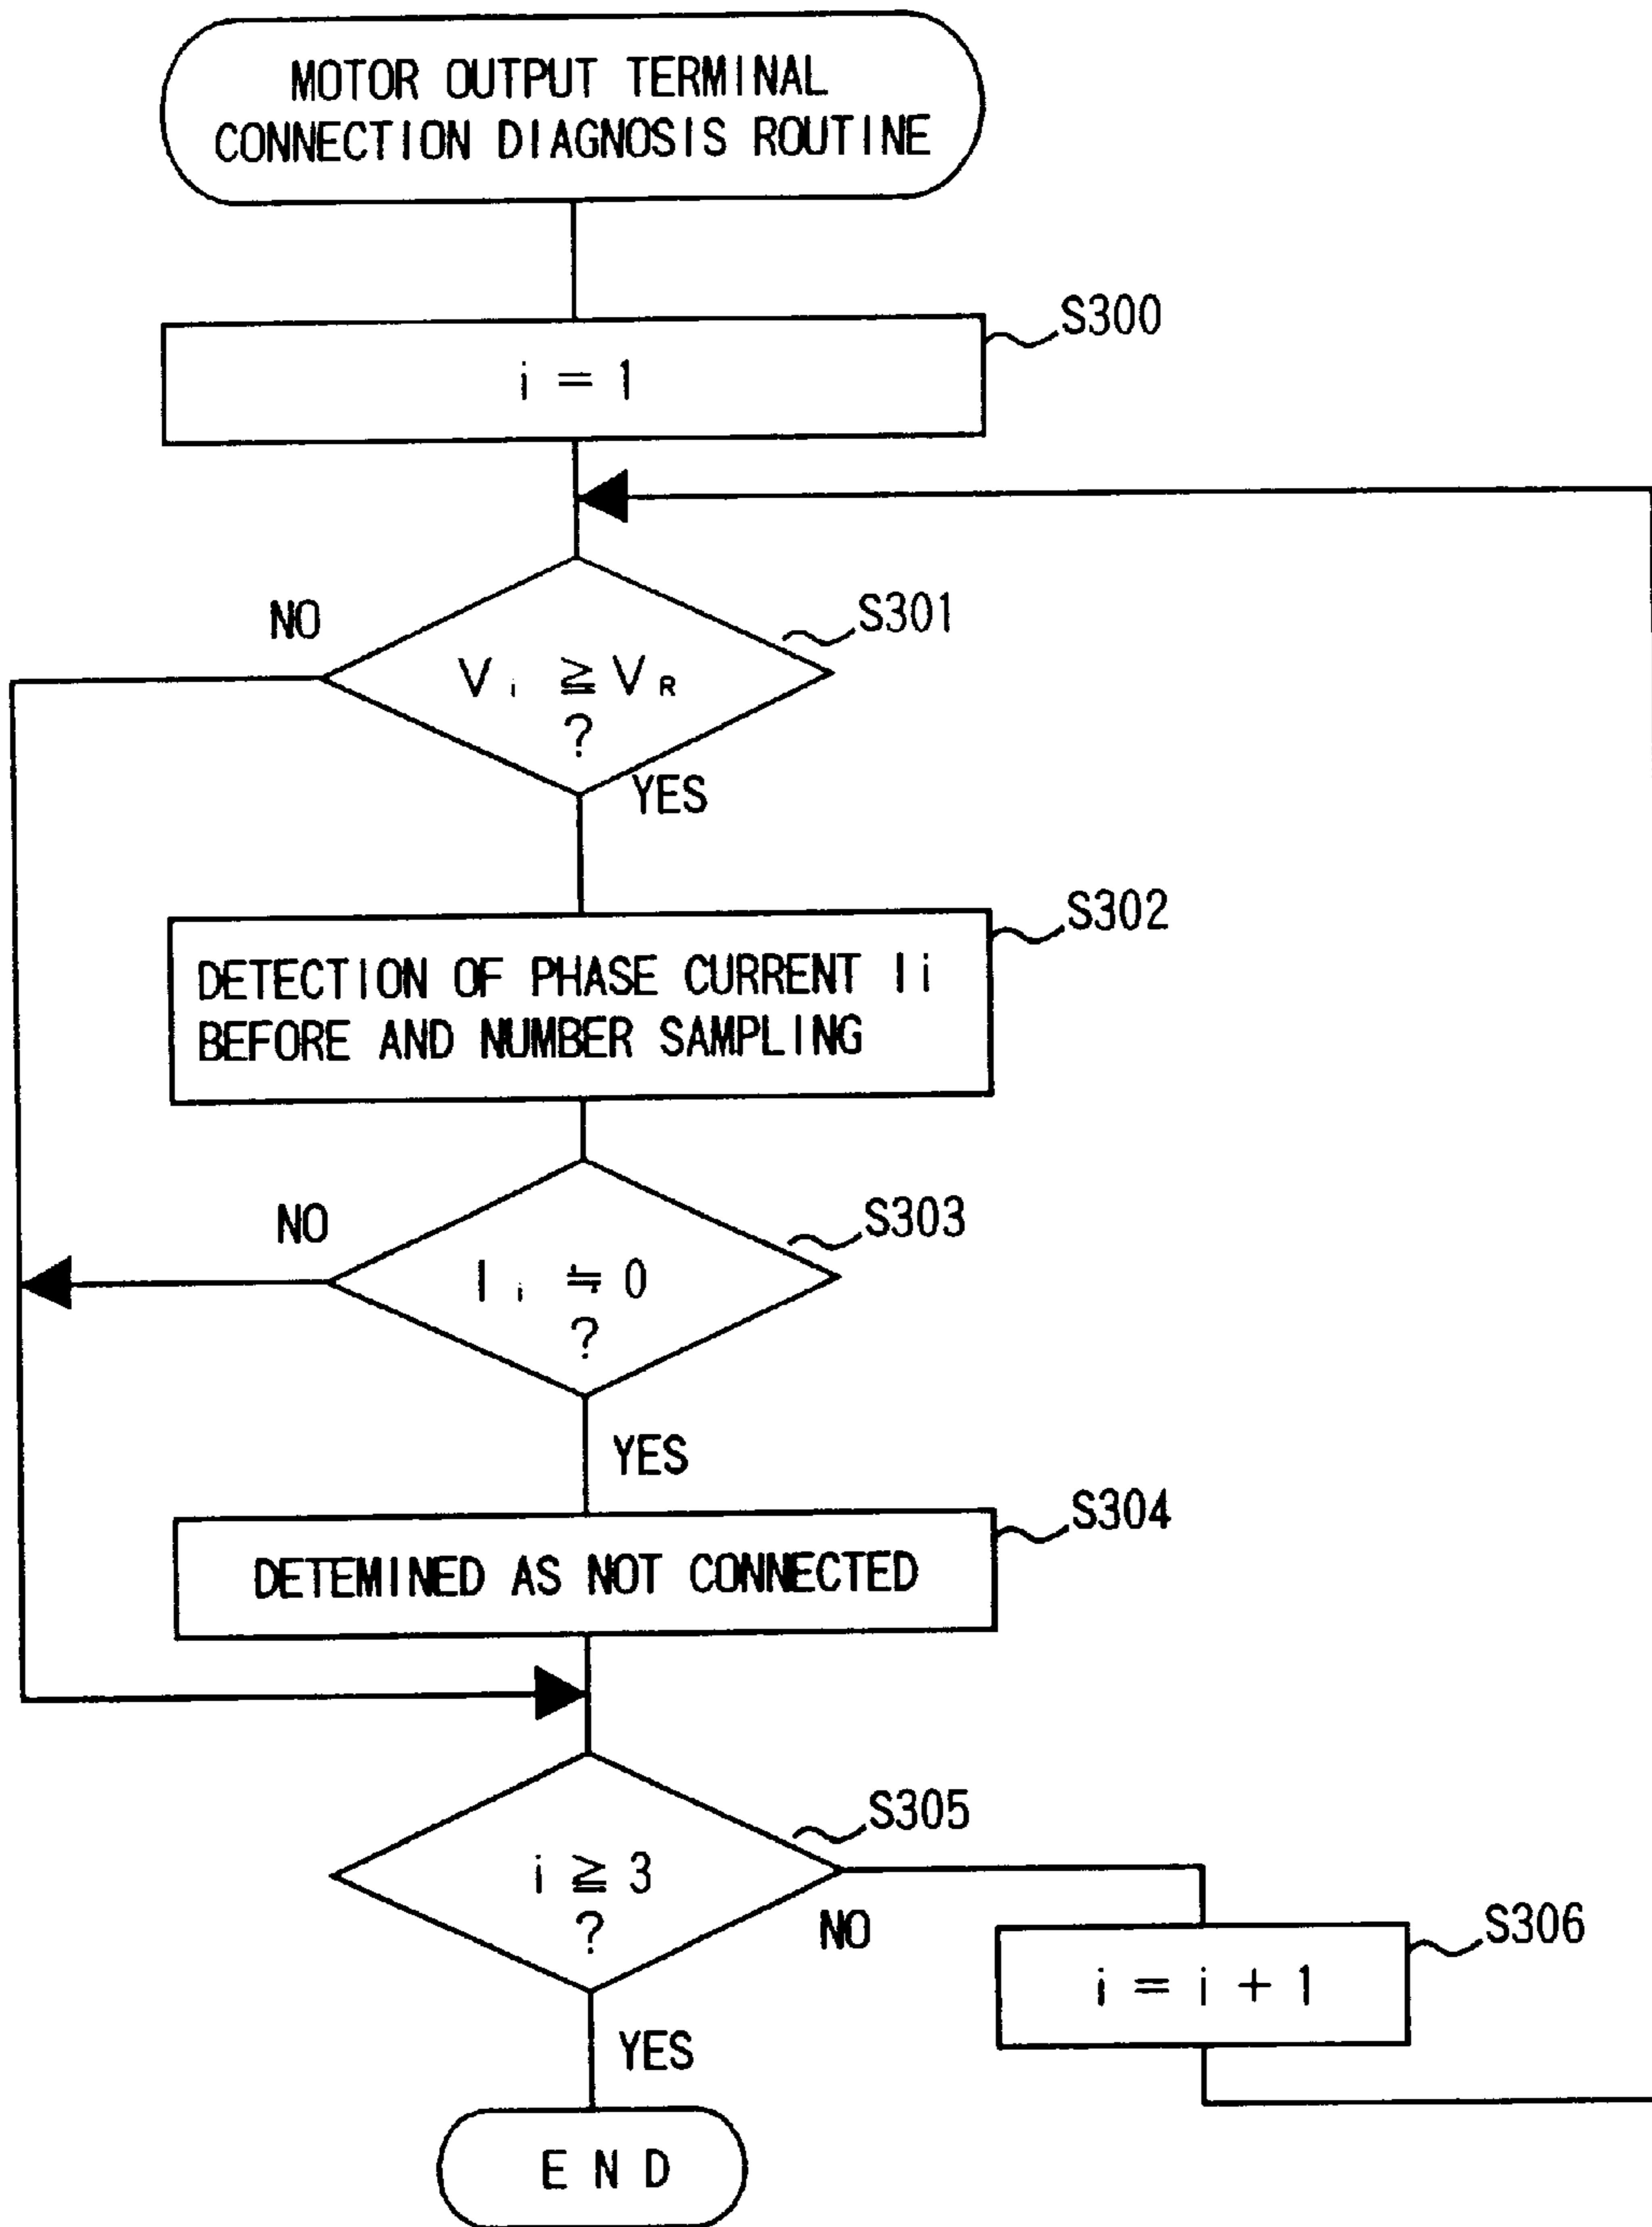 MOTOR OUTPUT TERMINAL
CONNECTION DIAGNOSIS ROUTINE
S300
i = 1
NO
S301
Vi ≧ VR
?
YES
S302
DETECTION OF PHASE CURRENT Ii
BEFORE AND NUMBER SAMPLING
NO
S303
Ii ≒ 0
?
YES
S304
DETEMINED AS NOT CONNECTED
S305
i ≧ 3
?
NO
S306
i = i + 1
YES
END